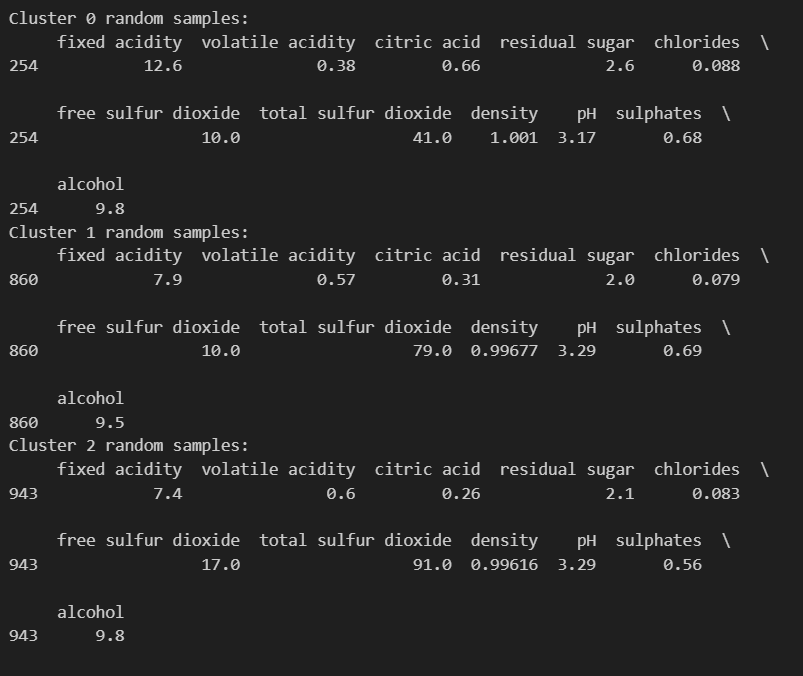 Cluster 0 random samples:
     fixed acidity  volatile acidity  citric acid  residual sugar  chlorides  \
254           12.6              0.38         0.66             2.6      0.088

     free sulfur dioxide  total sulfur dioxide  density    pH  sulphates  \
254                 10.0                  41.0    1.001  3.17       0.68

     alcohol
254      9.8
Cluster 1 random samples:
     fixed acidity  volatile acidity  citric acid  residual sugar  chlorides  \
860            7.9              0.57         0.31             2.0      0.079

     free sulfur dioxide  total sulfur dioxide  density    pH  sulphates  \
860                 10.0                  79.0  0.99677  3.29       0.69

     alcohol
860      9.5
Cluster 2 random samples:
     fixed acidity  volatile acidity  citric acid  residual sugar  chlorides  \
943            7.4               0.6         0.26             2.1      0.083

     free sulfur dioxide  total sulfur dioxide  density    pH  sulphates  \
943                 17.0                  91.0  0.99616  3.29       0.56

     alcohol
943      9.8